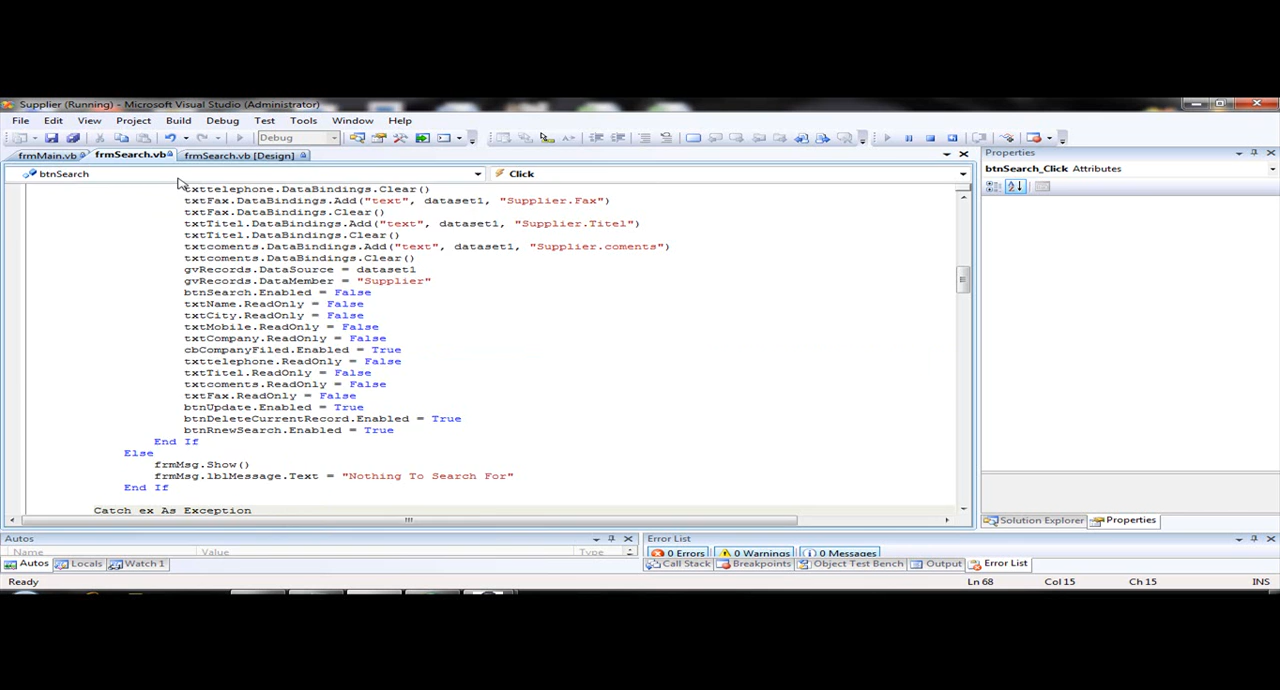 Supplier (Running) - Microsoft Visual Studio (Administrator)
File Edit View Project Build Debug Test Tools Window Help
Debug
frmMain.vb frmSearch.vb frmSearch.vb [Design] Properties
btnSearch Click btnSearch_Click Attributes
txttelephone.DataBindings.Clear()
txtFax.DataBindings.Add("text", dataset1, "Supplier.Fax")
txtFax.DataBindings.Clear()
txtTitel.DataBindings.Add("text", dataset1, "Supplier.Titel")
txtTitel.DataBindings.Clear()
txtcoments.DataBindings.Add("text", dataset1, "Supplier.coments")
txtcoments.DataBindings.Clear()
gvRecords.DataSource = dataset1
gvRecords.DataMember = "Supplier"
btnSearch.Enabled = False
txtName.ReadOnly = False
txtCity.ReadOnly = False
txtMobile.ReadOnly = False
txtCompany.ReadOnly = False
cbCompanyFiled.Enabled = True
txttelephone.ReadOnly = False
txtTitel.ReadOnly = False
txtcoments.ReadOnly = False
txtFax.ReadOnly = False
btnUpdate.Enabled = True
btnDeleteCurrentRecord.Enabled = True
btnRnewSearch.Enabled = True
End If
Else
frmMsg.Show()
frmMsg.lblMessage.Text = "Nothing To Search For"
End If
Catch ex As Exception
Solution Explorer Properties
Autos Error List
Name Value Type 0 Errors 0 Warnings 0 Messages
Autos Locals Watch 1 Call Stack Breakpoints Object Test Bench Output Error List
Ready Ln 68 Col 15 Ch 15 INS